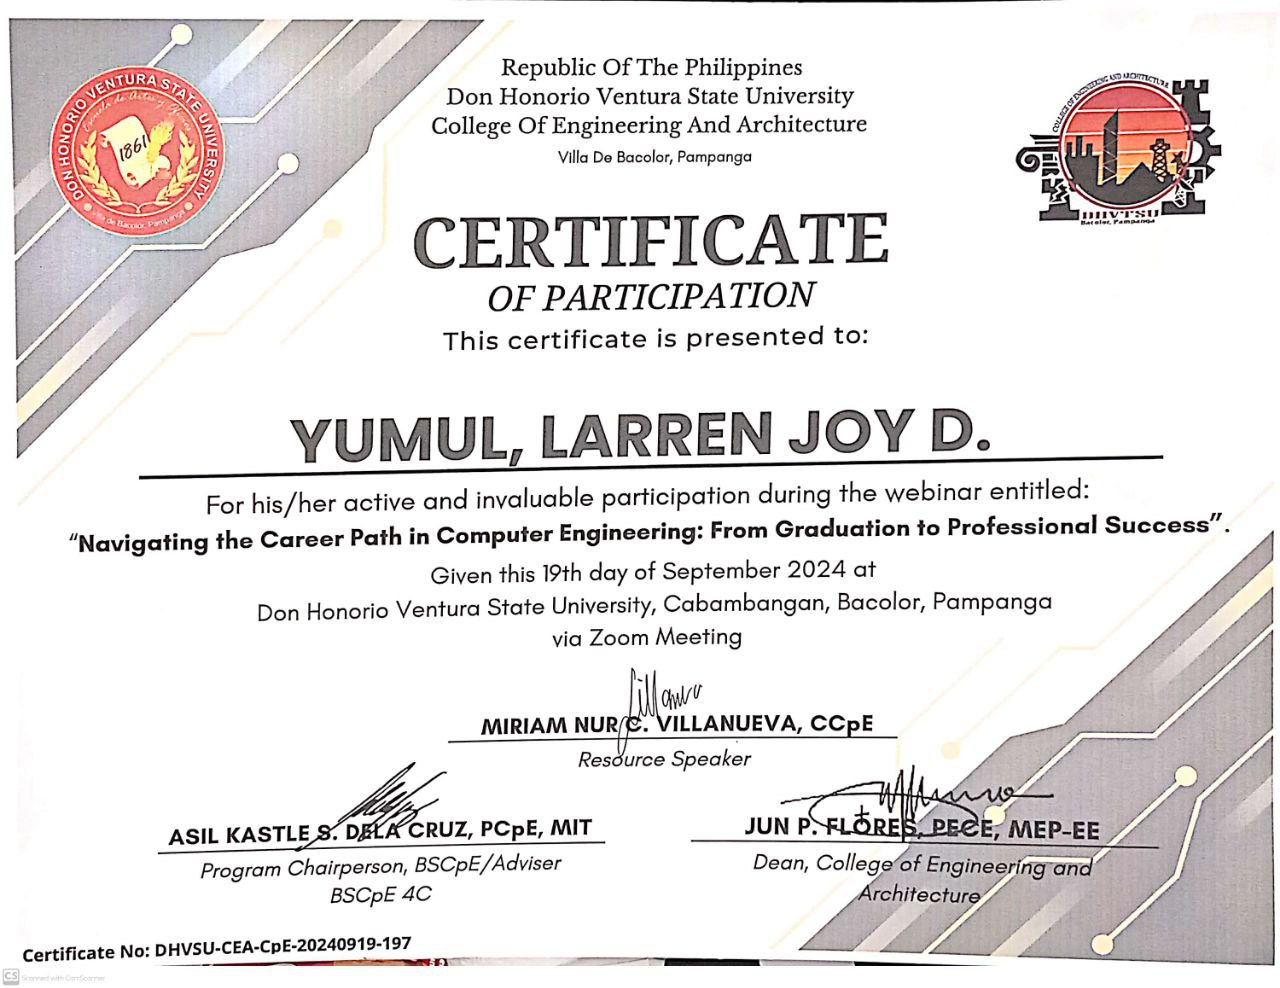 Republic Of The Philippines
Don Honorio Ventura State University
College Of Engineering And Architecture
Villa De Bacolor, Pampanga
DON HONORIO VENTURA STATE UNIVERSITY
Escuela de Artes y Oficios
1861
Villa de Bacolor, Pampanga
COLLEGE OF ENGINEERING AND ARCHITECTURE
DHVTSU
Bacolor, Pampanga
CERTIFICATE
OF PARTICIPATION
This certificate is presented to:
YUMUL, LARREN JOY D.
For his/her active and invaluable participation during the webinar entitled:
“Navigating the Career Path in Computer Engineering: From Graduation to Professional Success”.
Given this 19th day of September 2024 at
Don Honorio Ventura State University, Cabambangan, Bacolor, Pampanga
via Zoom Meeting
MIRIAM NUR C. VILLANUEVA, CCpE
Resource Speaker
ASIL KASTLE S. DELA CRUZ, PCpE, MIT
Program Chairperson, BSCpE/Adviser
BSCpE 4C
JUN P. FLORES, PECE, MEP-EE
Dean, College of Engineering and
Architecture
Certificate No: DHVSU-CEA-CpE-20240919-197
CS Scanned with CamScanner